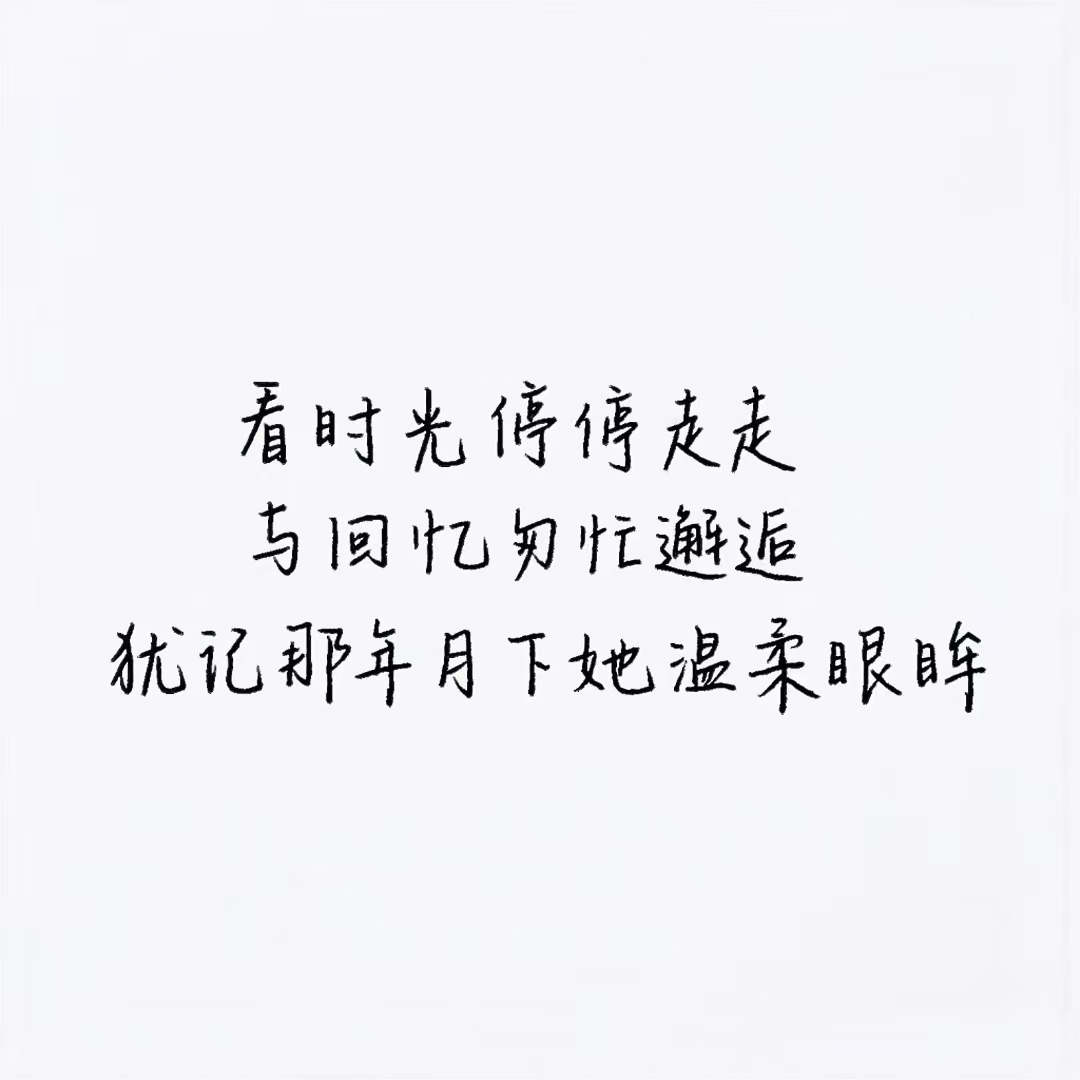 看时光停停走走
与回忆匆忙邂逅
犹记那年月下她温柔眼眸